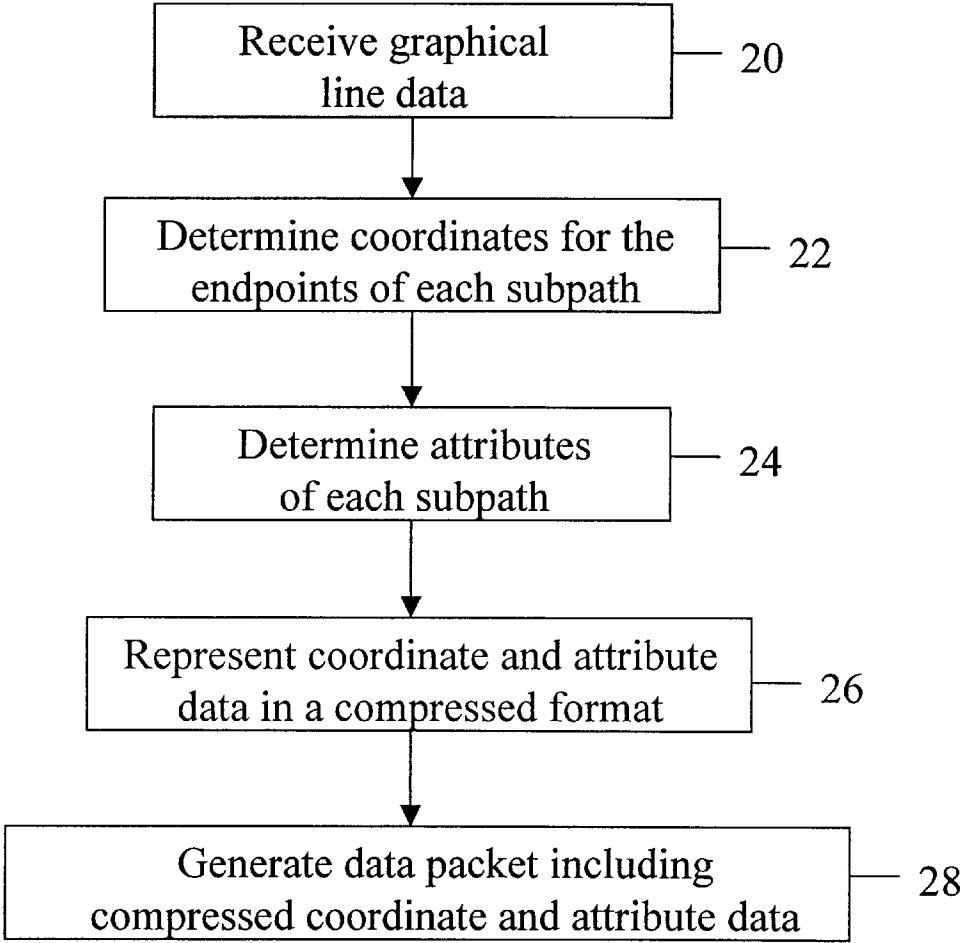 Receive graphical
line data
20
Determine coordinates for the
endpoints of each subpath
22
Determine attributes
of each subpath
24
Represent coordinate and attribute
data in a compressed format
26
Generate data packet including
compressed coordinate and attribute data
28